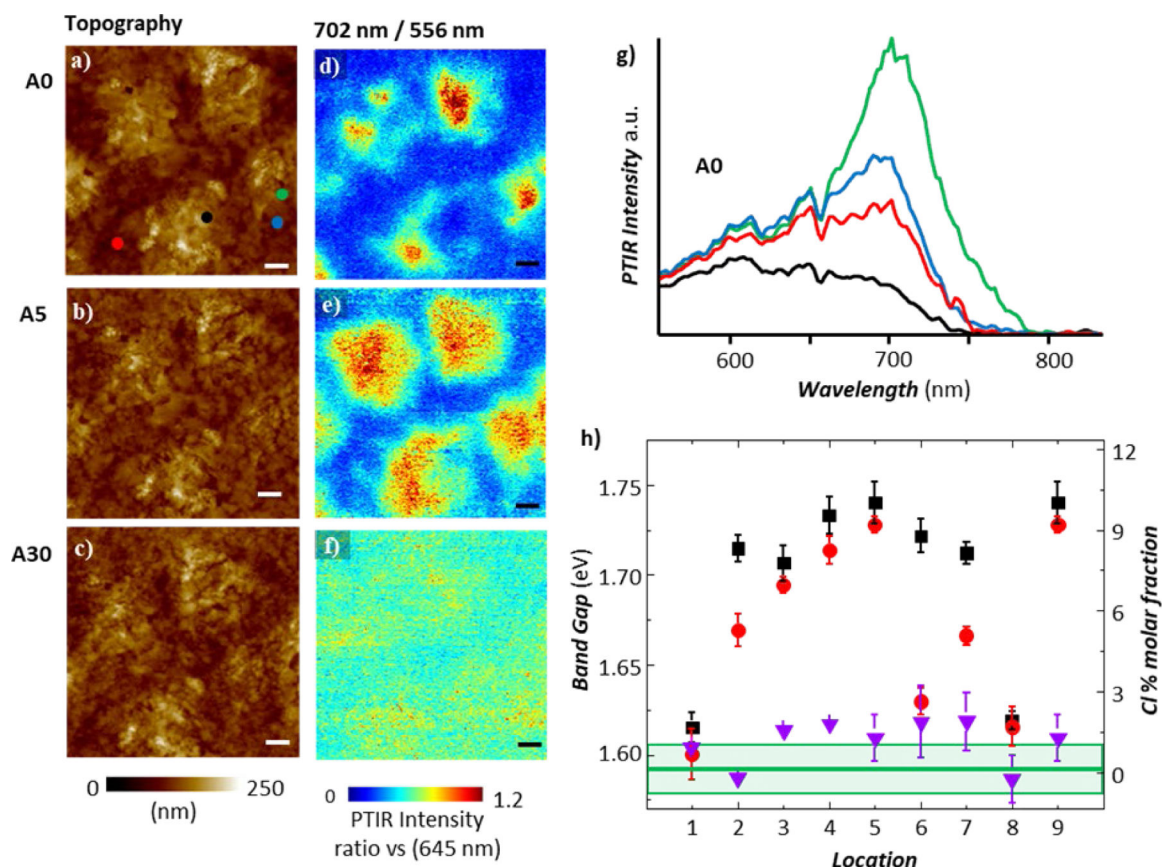 Topography
702 nm / 556 nm
A0
a)
d)
A5
b)
e)
A30
c)
f)
0
250
(nm)
0
1.2
PTIR Intensity
ratio vs (645 nm)
g)
A0
PTIR Intensity a.u.
600
700
800
Wavelength (nm)
h)
Band Gap (eV)
1.75
1.70
1.65
1.60
Cl % molar fraction
12
9
6
3
0
1 2 3 4 5 6 7 8 9
Location